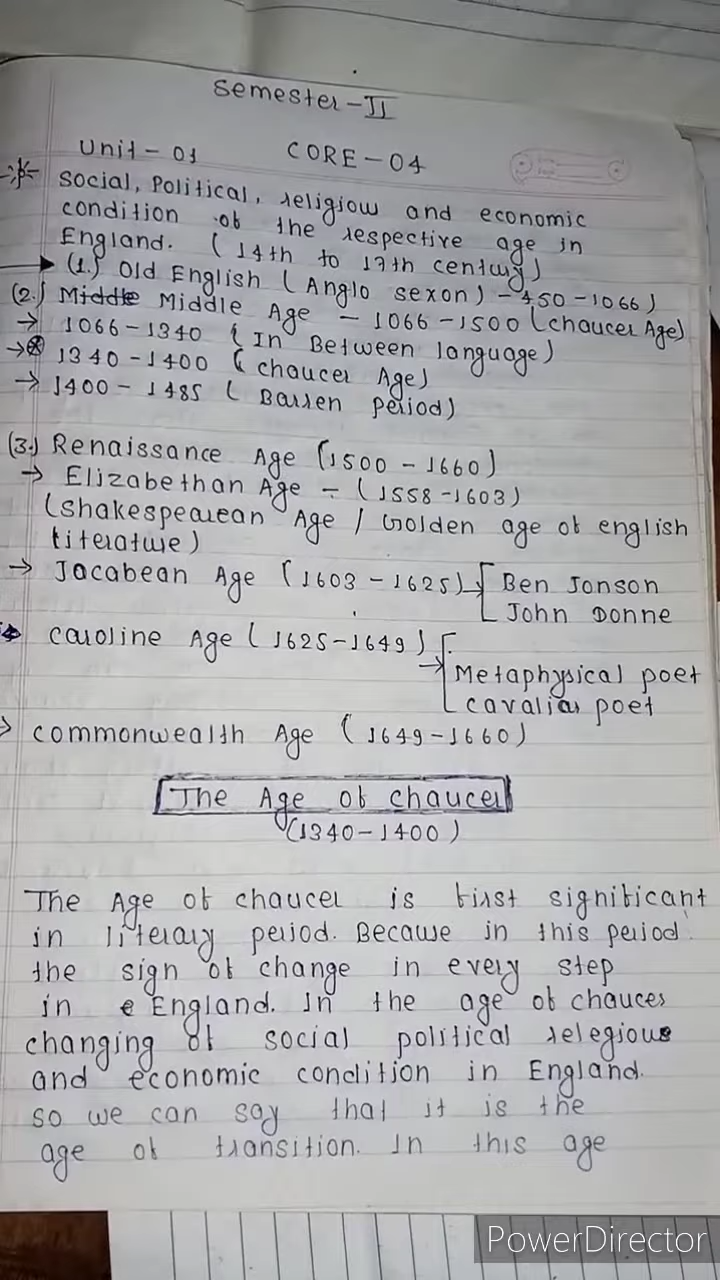 Semester-II
Unit-01 CORE-04
Social, Political, religiow and economic
condition of the respective age in
England. (14th to 17th century)
(1.) Old English (Anglo sexon) - 450-1066)
(2.) Middle Middle Age - 1066-1500 (chaucer Age)
→ 1066-1340 (In Between language)
→ 1340-1400 (chaucer Age)
→ 1400-1485 (Barren period)
(3.) Renaissance Age (1500-1660)
→ Elizabethan Age - (1558-1603)
(Shakespearean Age / Golden age of english
literature)
→ Jacabean Age (1603-1625) → Ben Jonson
John Donne
caroline Age (1625-1649)
→ Metaphysical poet
cavaliar poet
→ commonwealth Age (1649-1660)
The Age of chaucer
(1340-1400)
The Age of chaucer is first significant
in literary period. Because in this period
the sign of change in every step
in e England. In the age of chaucer
changing of social political relegious
and economic condition in England.
so we can say that it is the
age of transition. In this age
PowerDirector